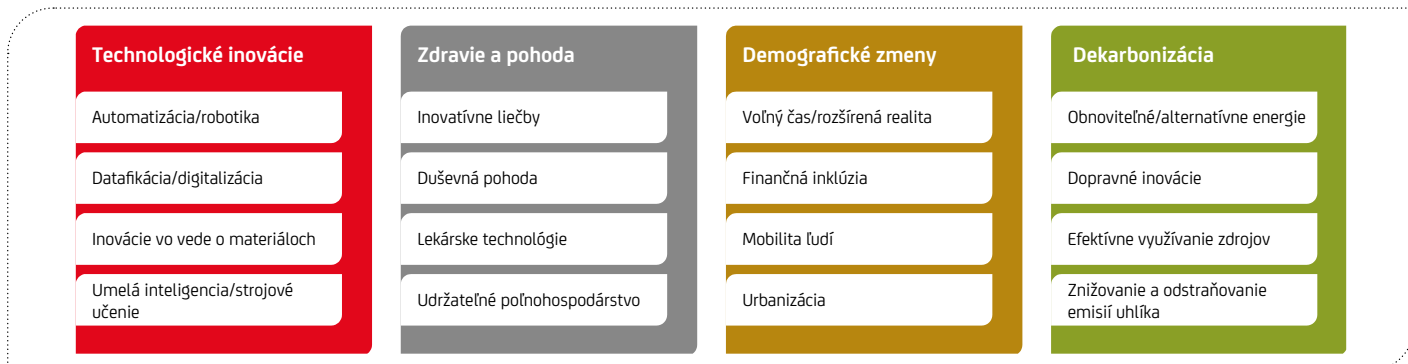 Technologické inovácie
Automatizácia/robotika
Datafikácia/digitalizácia
Inovácie vo vede o materiáloch
Umelá inteligencia/strojové
učenie
Zdravie a pohoda
Inovatívne liečby
Duševná pohoda
Lekárske technológie
Udržateľné poľnohospodárstvo
Demografické zmeny
Voľný čas/rozšírená realita
Finančná inklúzia
Mobilita ľudí
Urbanizácia
Dekarbonizácia
Obnoviteľné/alternatívne energie
Dopravné inovácie
Efektívne využívanie zdrojov
Znižovanie a odstraňovanie
emisií uhlíka